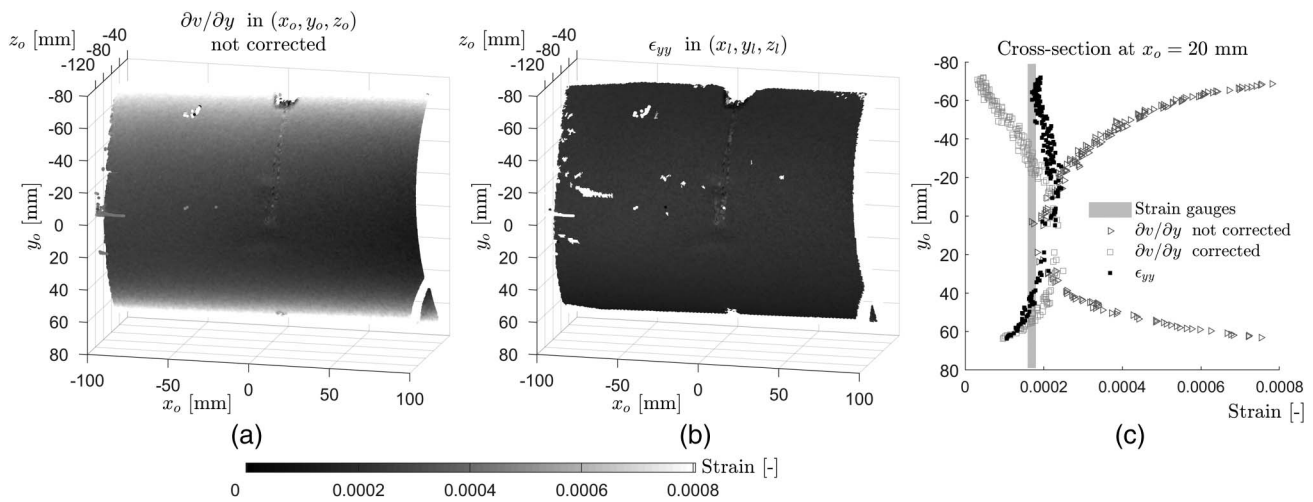 ∂v/∂y in (x_o, y_o, z_o)
not corrected
z_o [mm]
-40
-80
-120
-80
-60
-40
-20
0
20
40
60
80
y_o [mm]
-100
0
100
x_o [mm]
(a)
ϵ_yy in (x_l, y_l, z_l)
z_o [mm]
-40
-80
-120
-80
-60
-40
-20
0
20
40
60
80
y_o [mm]
-100
0
100
x_o [mm]
(b)
Cross-section at x_o = 20 mm
-80
-60
-40
-20
0
20
40
60
80
y_o [mm]
Strain gauges
∂v/∂y not corrected
∂v/∂y corrected
ϵ_yy
0 0.0002 0.0004 0.0006 0.0008
Strain [-]
(c)
Strain [-]
0 0.0002 0.0004 0.0006 0.0008